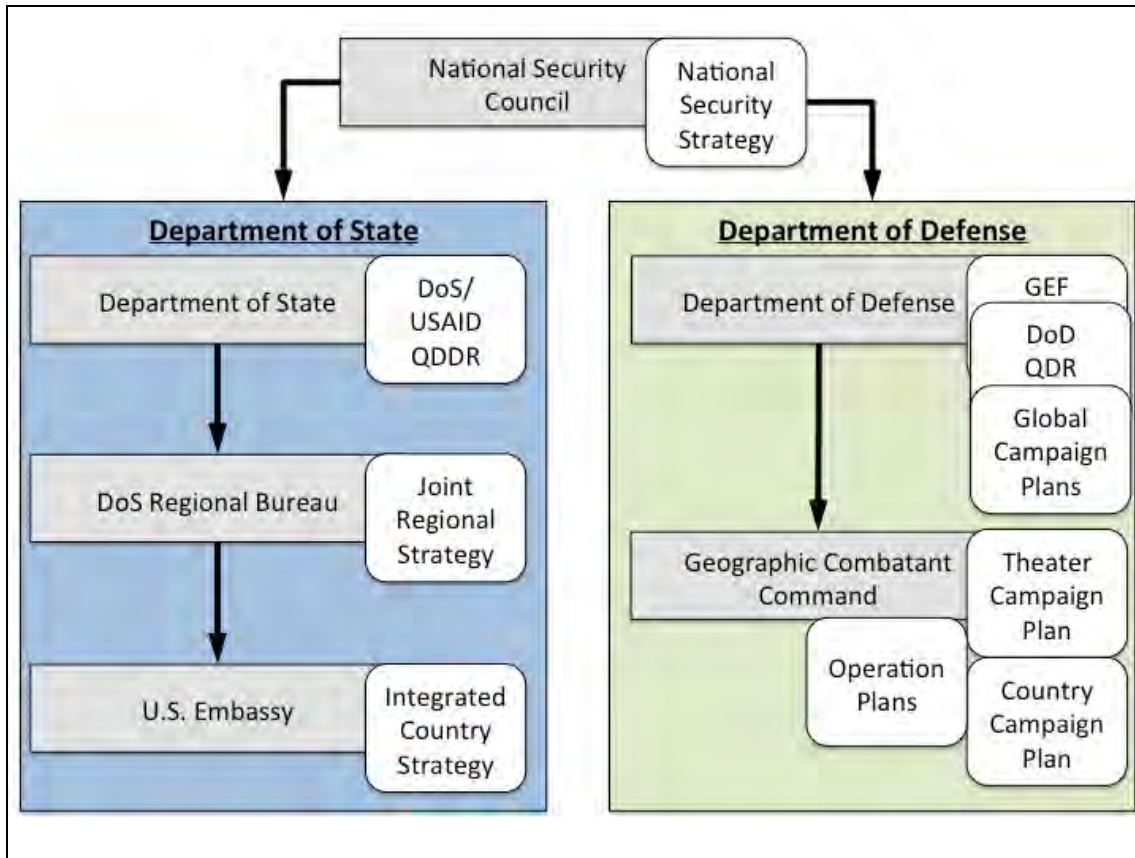 National Security
Council
National
Security
Strategy
Department of State
Department of State
DoS/
USAID
QDDR
DoS Regional Bureau
Joint
Regional
Strategy
U.S. Embassy
Integrated
Country
Strategy
Department of Defense
Department of Defense
GEF
DoD
QDR
Global
Campaign
Plans
Geographic Combatant
Command
Theater
Campaign
Plan
Operation
Plans
Country
Campaign
Plan